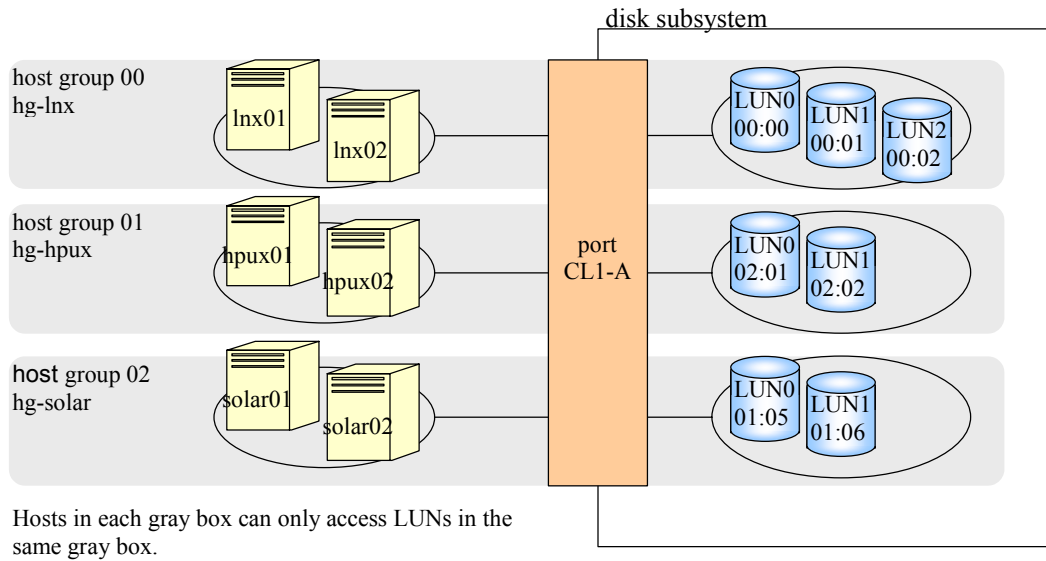 disk subsystem
host group 00
hg-lnx
lnx01
lnx02
LUN0
00:00
LUN1
00:01
LUN2
00:02
host group 01
hg-hpux
hpux01
hpux02
port
CL1-A
LUN0
02:01
LUN1
02:02
host group 02
hg-solar
solar01
solar02
LUN0
01:05
LUN1
01:06
Hosts in each gray box can only access LUNs in the
same gray box.